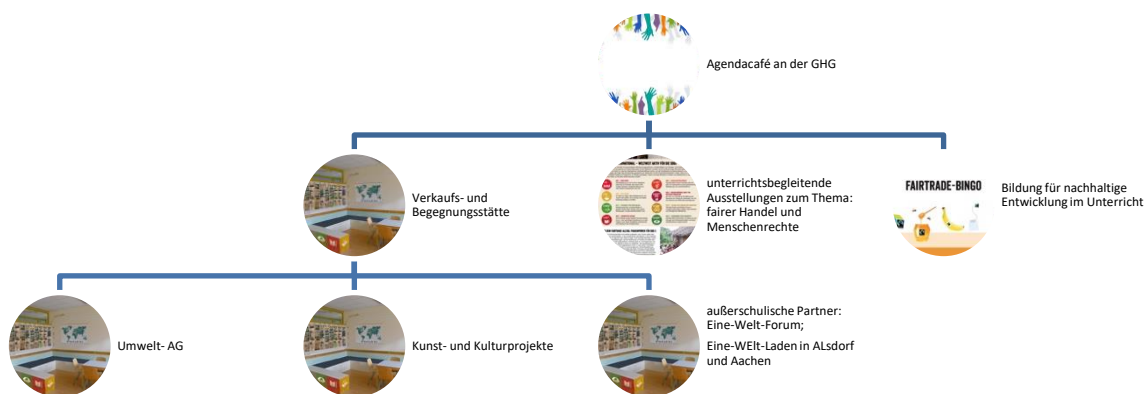 Agendacafé an der GHG
Verkaufs- und
Begegnungsstätte
unterrichtsbegleitende
Ausstellungen zum Thema:
fairer Handel und
Menschenrechte
FAIRTRADE-BINGO
Bildung für nachhaltige
Entwicklung im Unterricht
Umwelt- AG
Kunst- und Kulturprojekte
außerschulische Partner:
Eine-Welt-Forum;
Eine-WElt-Laden in ALsdorf
und Aachen